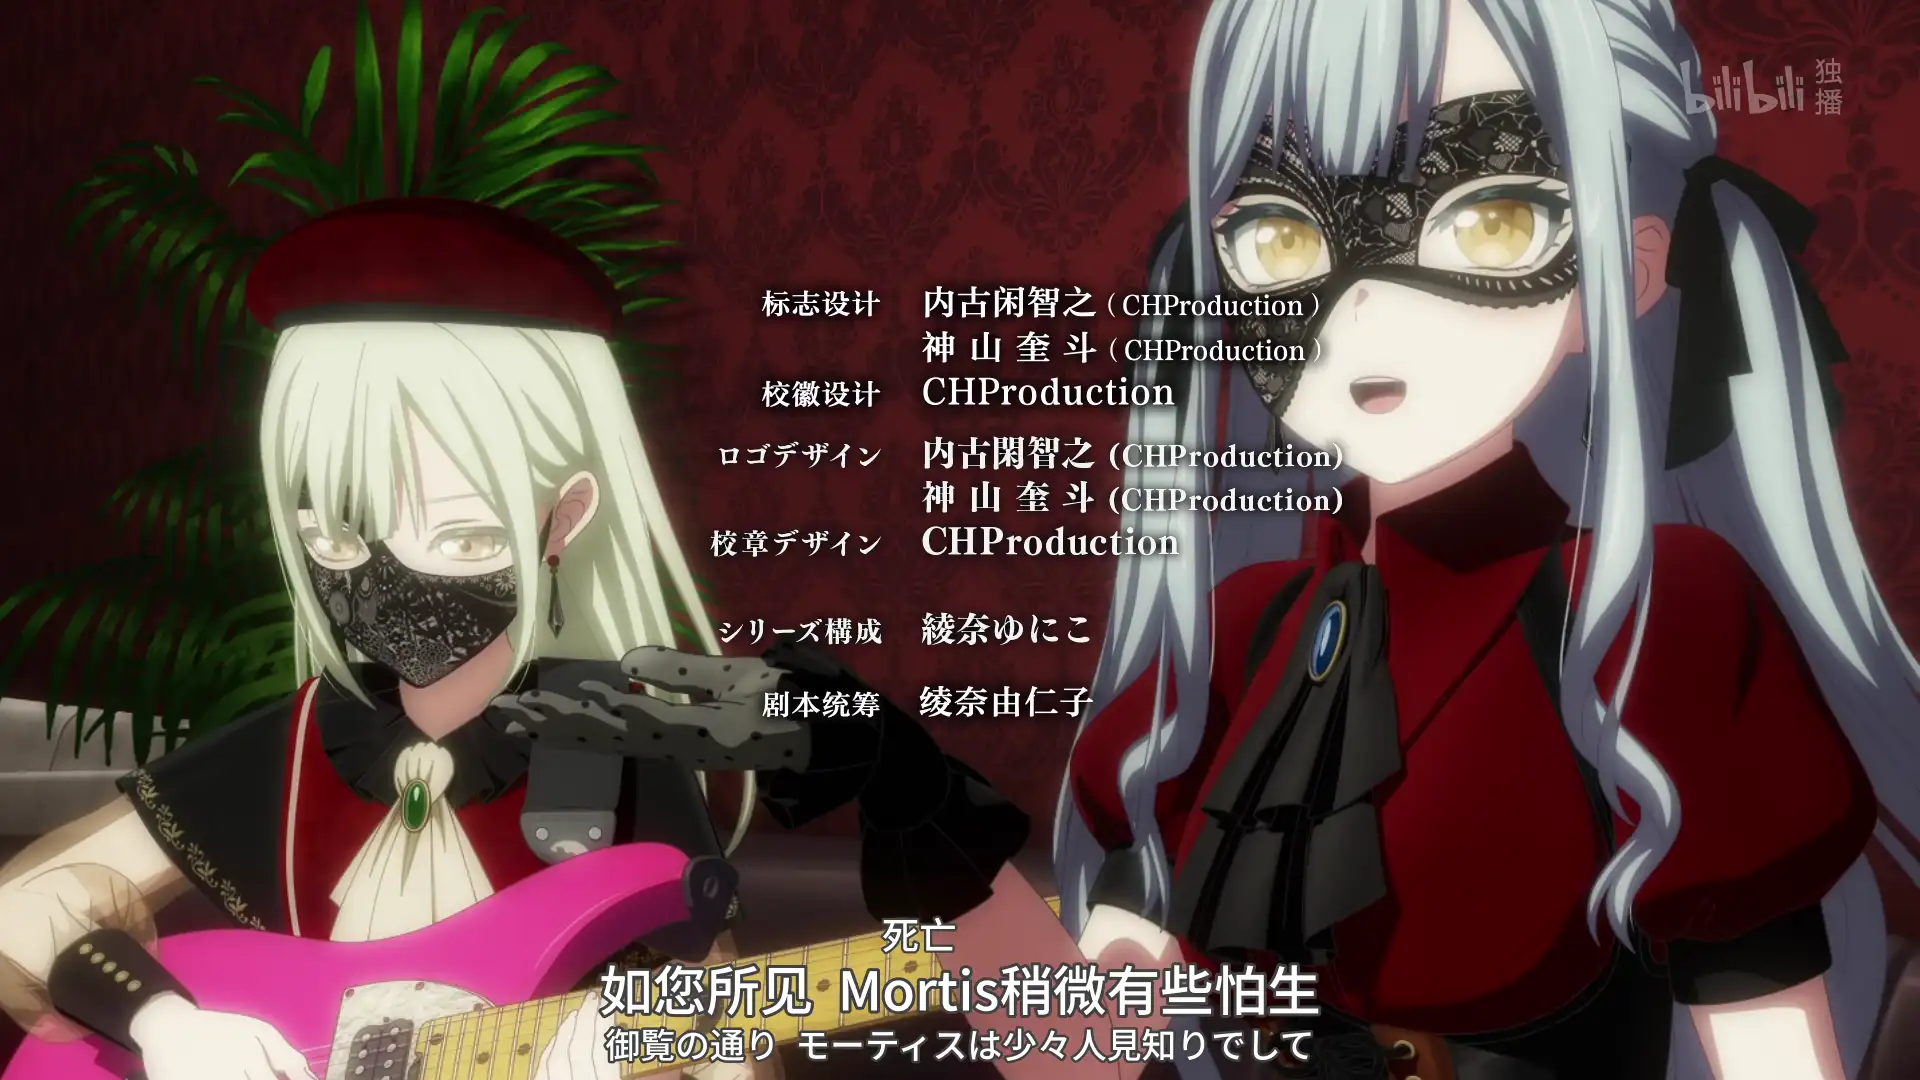 bilibili 独播
标志设计 内古闲智之（CHProduction）
神山奎斗（CHProduction）
校徽设计 CHProduction
ロゴデザイン 内古閑智之 (CHProduction)
神山奎斗 (CHProduction)
校章デザイン CHProduction
シリーズ構成 綾奈ゆにこ
剧本统筹 绫奈由仁子
死亡
如您所见 Mortis稍微有些怕生
御覧の通り モーティスは少々人見知りでして